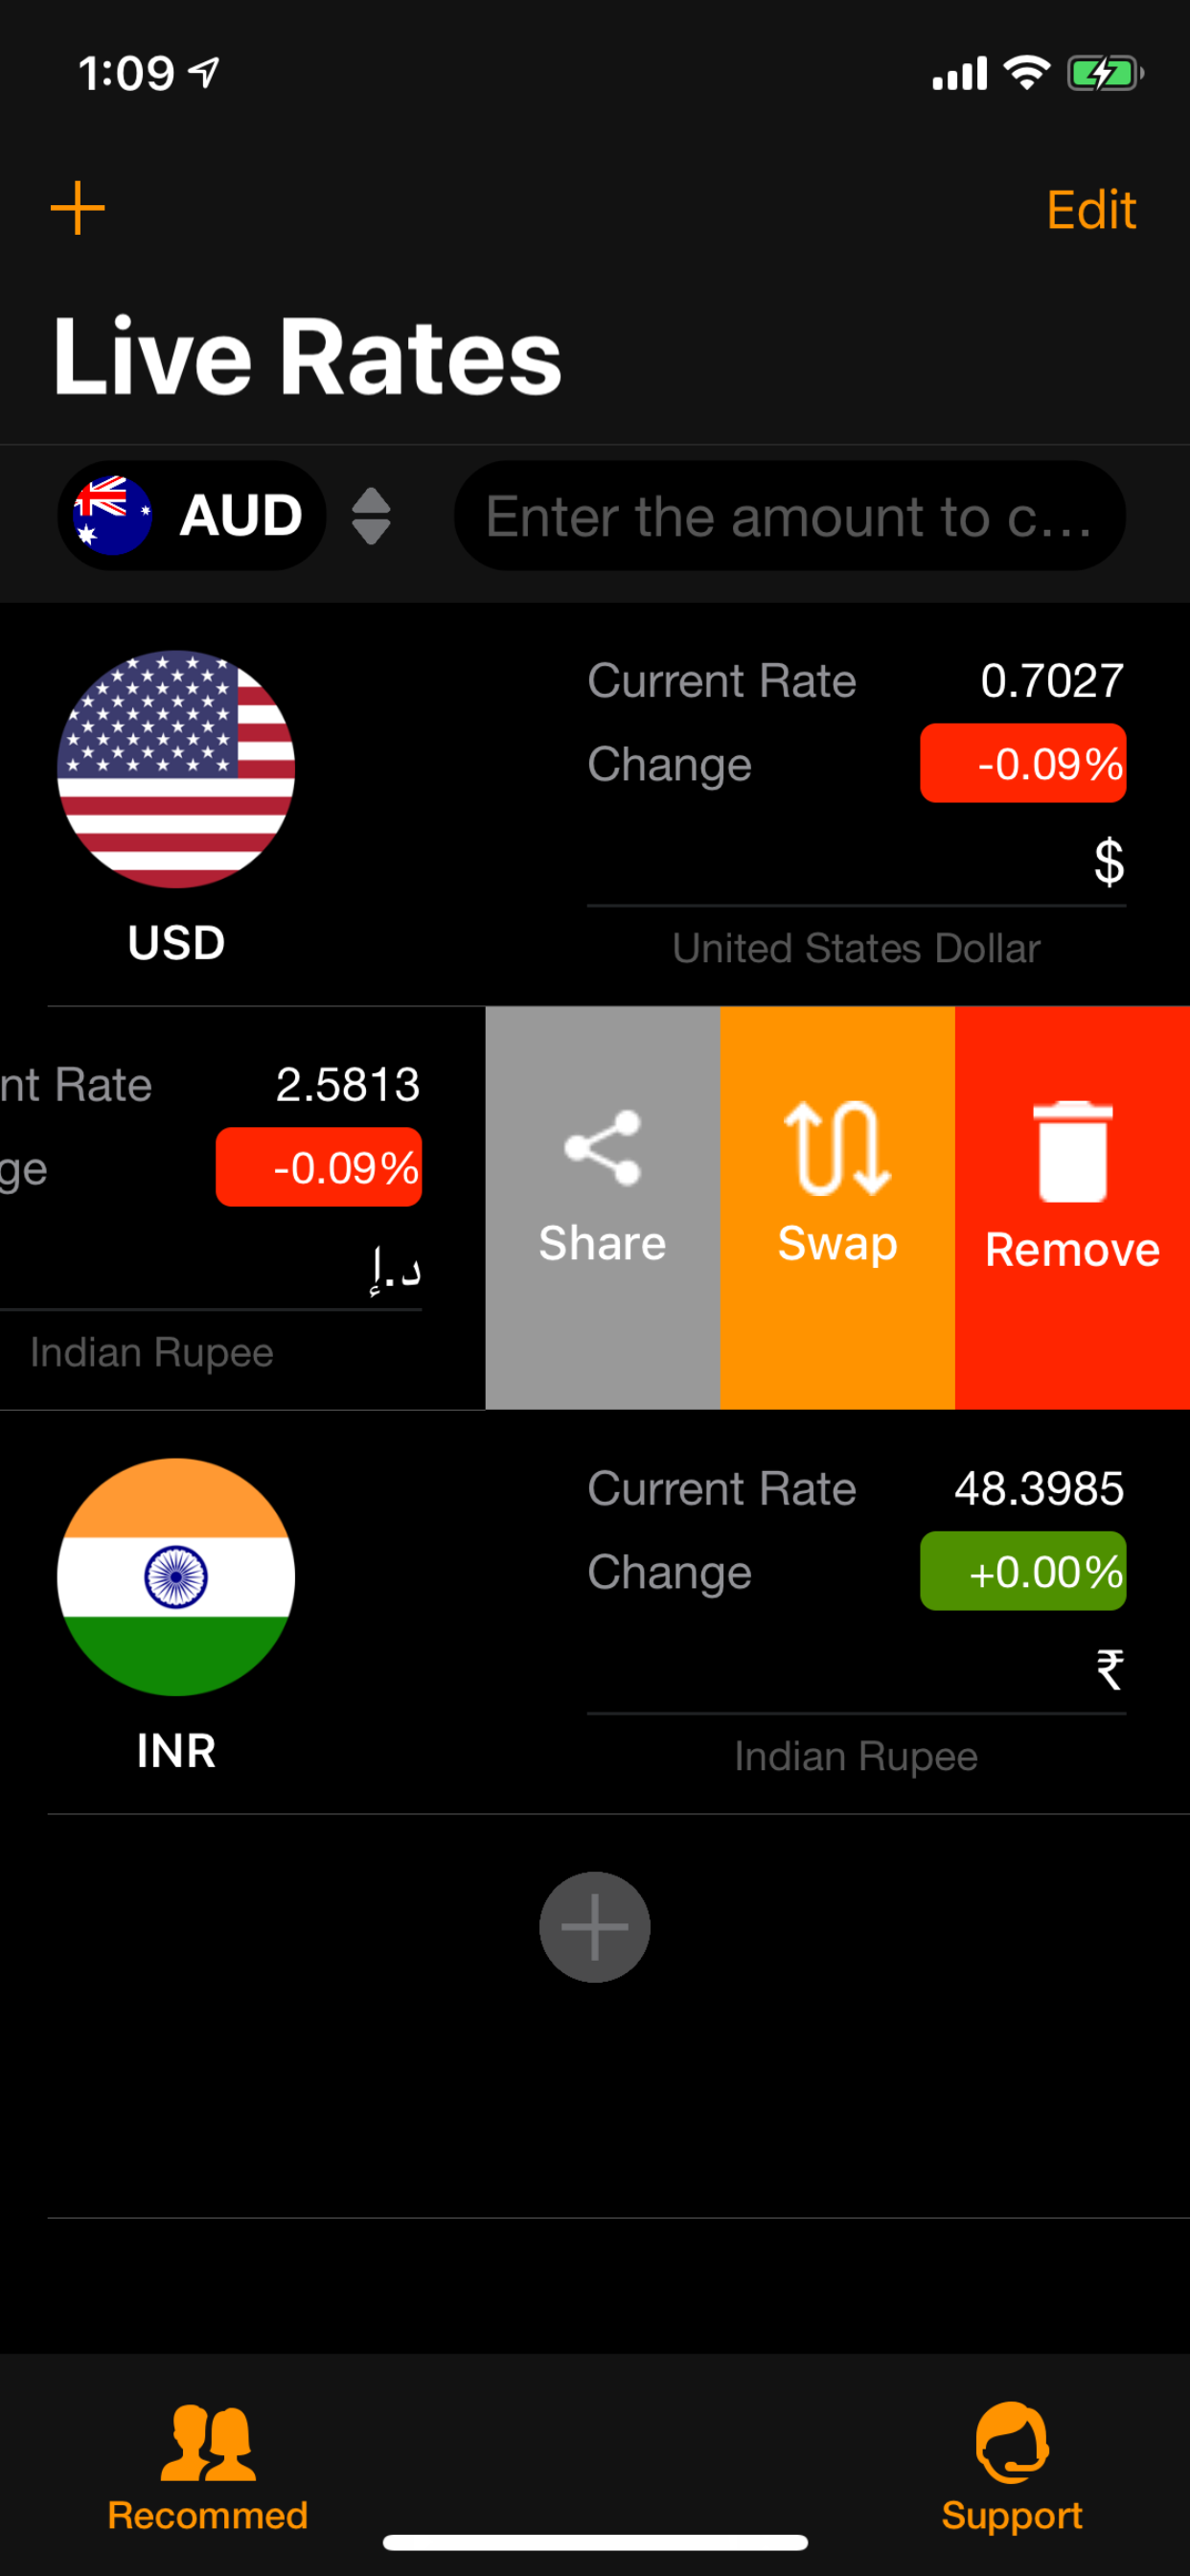 1:09
Edit
Live Rates
AUD
Enter the amount to c...
Current Rate 0.7027
Change -0.09%
$
USD
United States Dollar
nt Rate 2.5813
ge -0.09%
د.إ
Indian Rupee
Share
Swap
Remove
Current Rate 48.3985
Change +0.00%
₹
INR
Indian Rupee
Recommed
Support